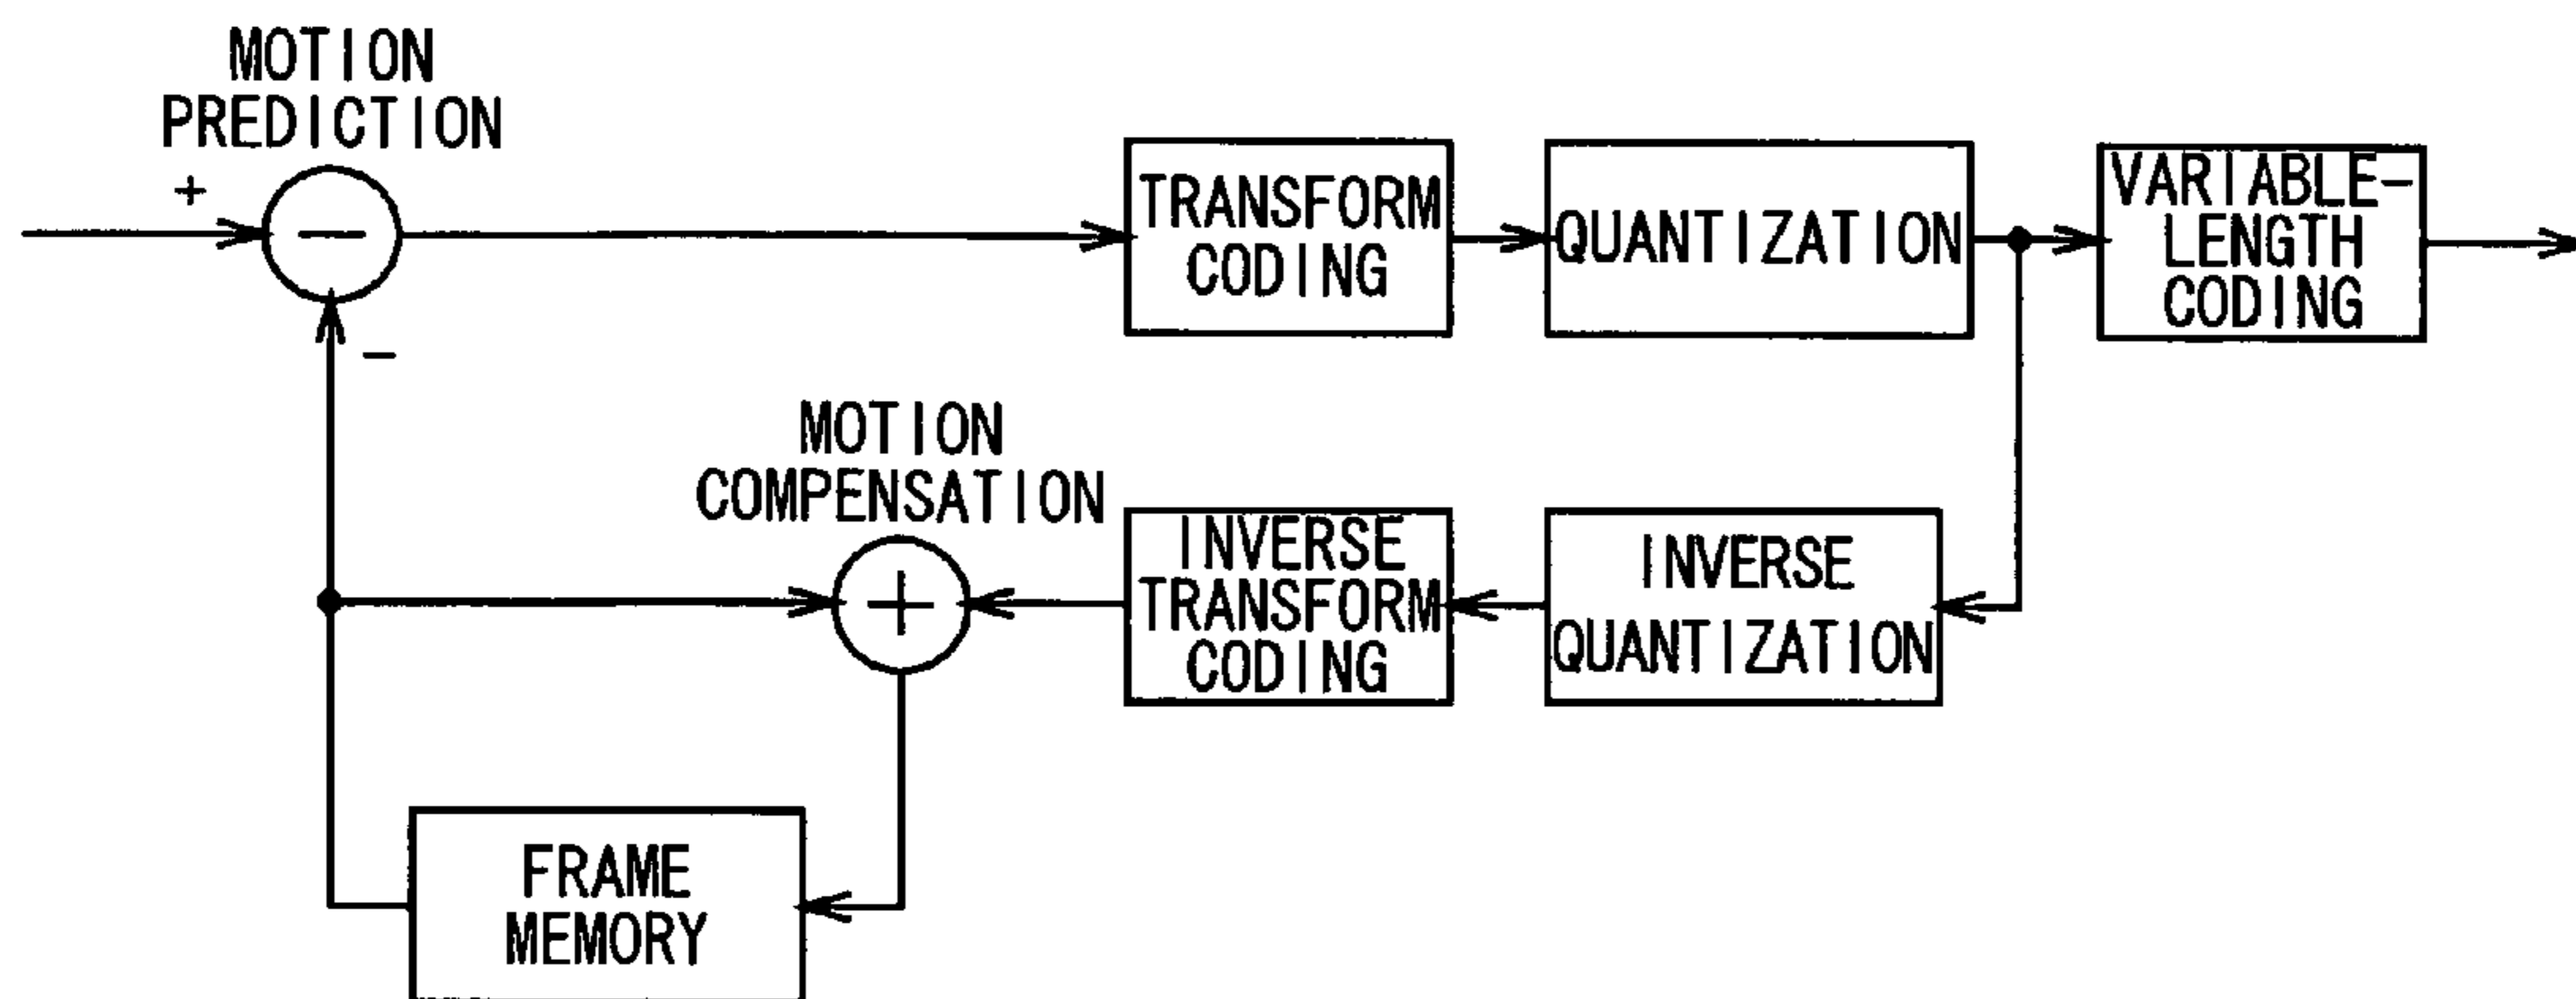 MOTION
PREDICTION
+
−
−
TRANSFORM
CODING
QUANTIZATION
VARIABLE-
LENGTH
CODING
MOTION
COMPENSATION
+
INVERSE
TRANSFORM
CODING
INVERSE
QUANTIZATION
FRAME
MEMORY